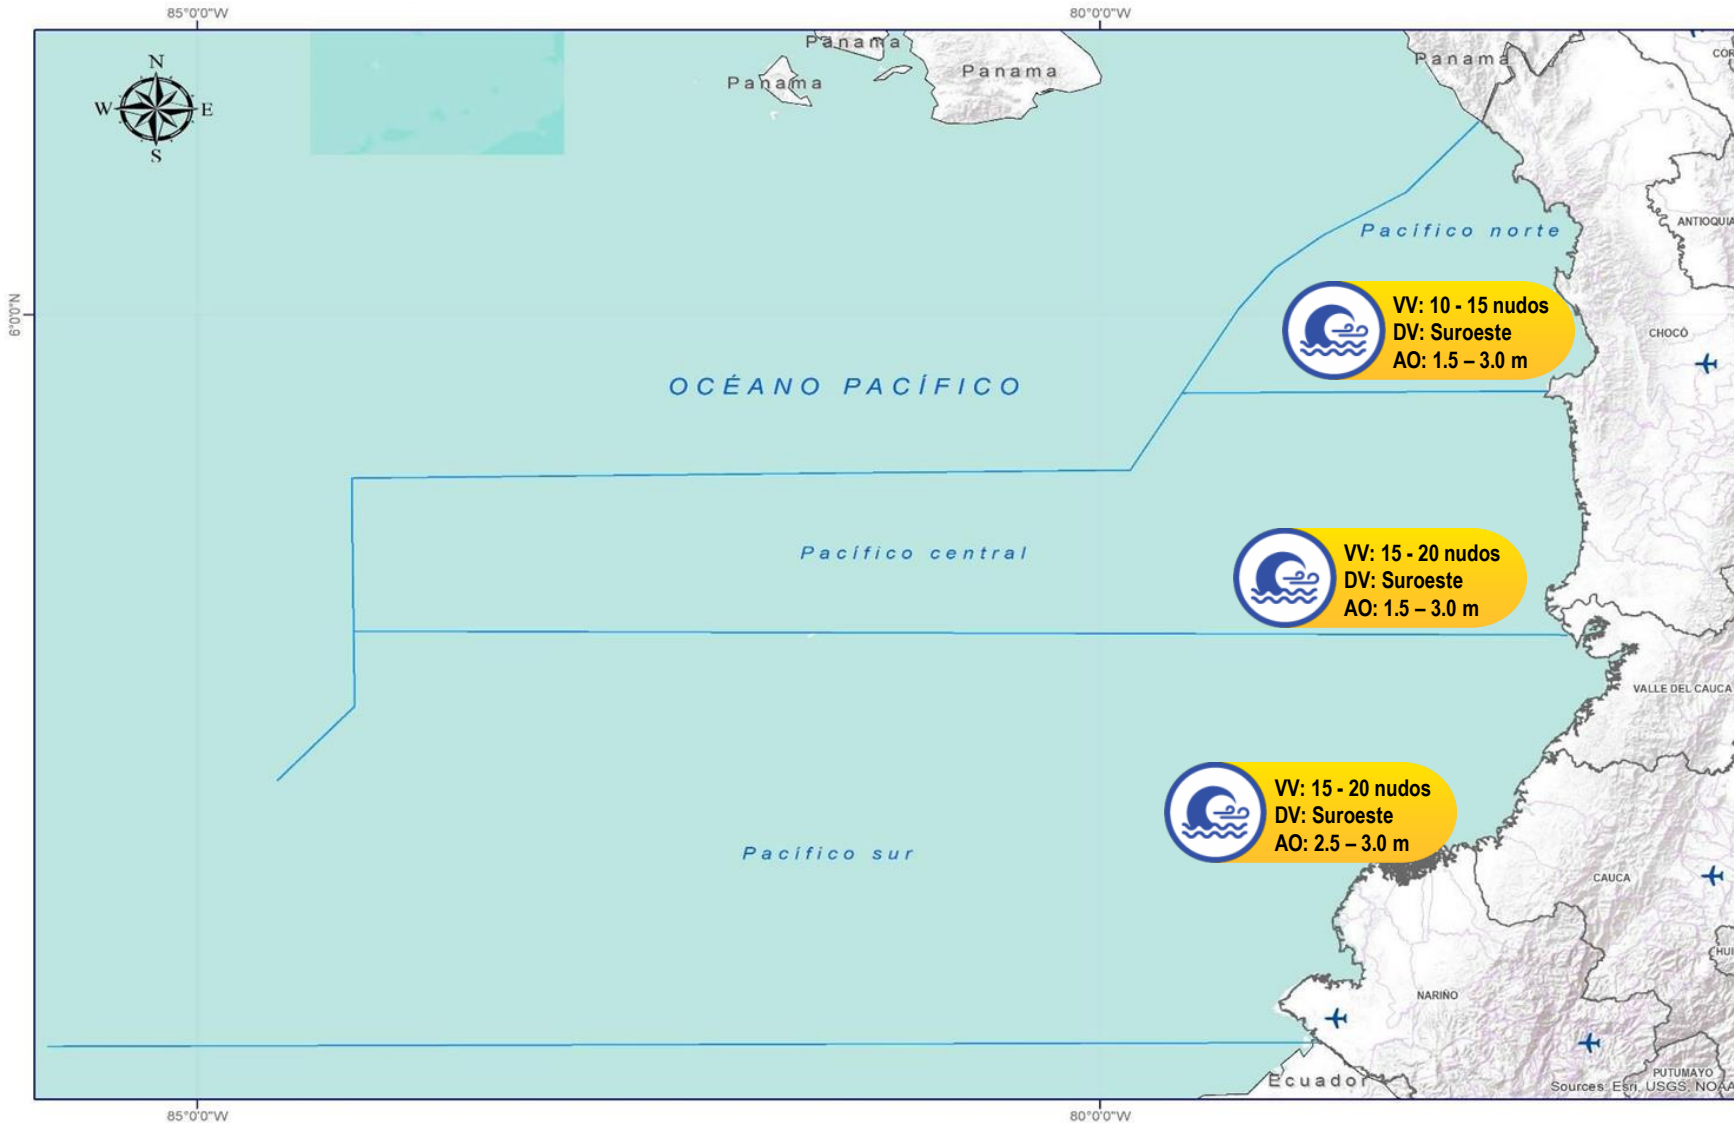 85°0'0"W
80°0'0"W
Panama
Panama
Panama
Panama
N
W
E
S
ANTIOQUIA
Pacífico norte
6°0'0"N
VV: 10 - 15 nudos
DV: Suroeste
AO: 1.5 – 3.0 m
CHOCÓ
OCÉANO PACÍFICO
Pacífico central
VV: 15 - 20 nudos
DV: Suroeste
AO: 1.5 – 3.0 m
VALLE DEL CAUCA
VV: 15 - 20 nudos
DV: Suroeste
AO: 2.5 – 3.0 m
Pacífico sur
CAUCA
HUI
NARIÑO
PUTUMAYO
Ecuador
Sources: Esri, USGS, NOAA
85°0'0"W
80°0'0"W